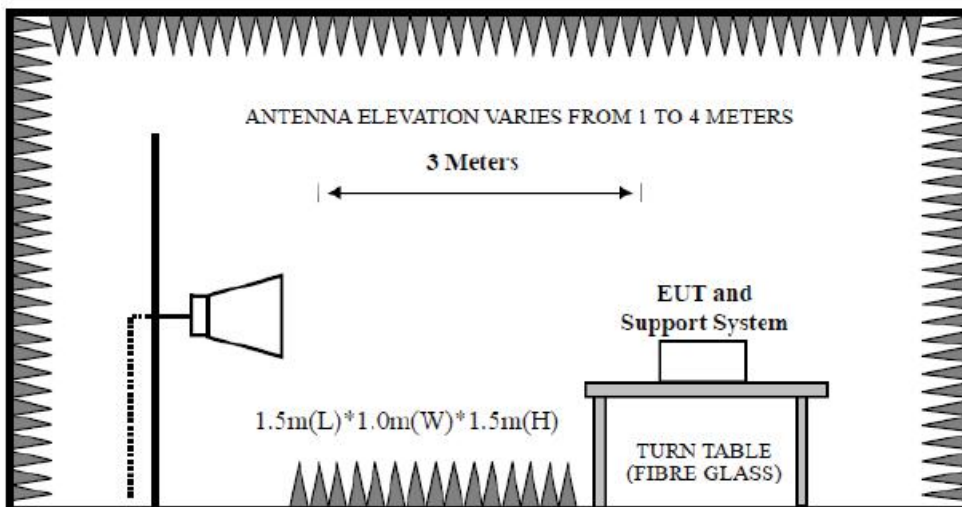 ANTENNA ELEVATION VARIES FROM 1 TO 4 METERS
3 Meters
EUT and
Support System
1.5m(L)*1.0m(W)*1.5m(H)
TURN TABLE
(FIBRE GLASS)